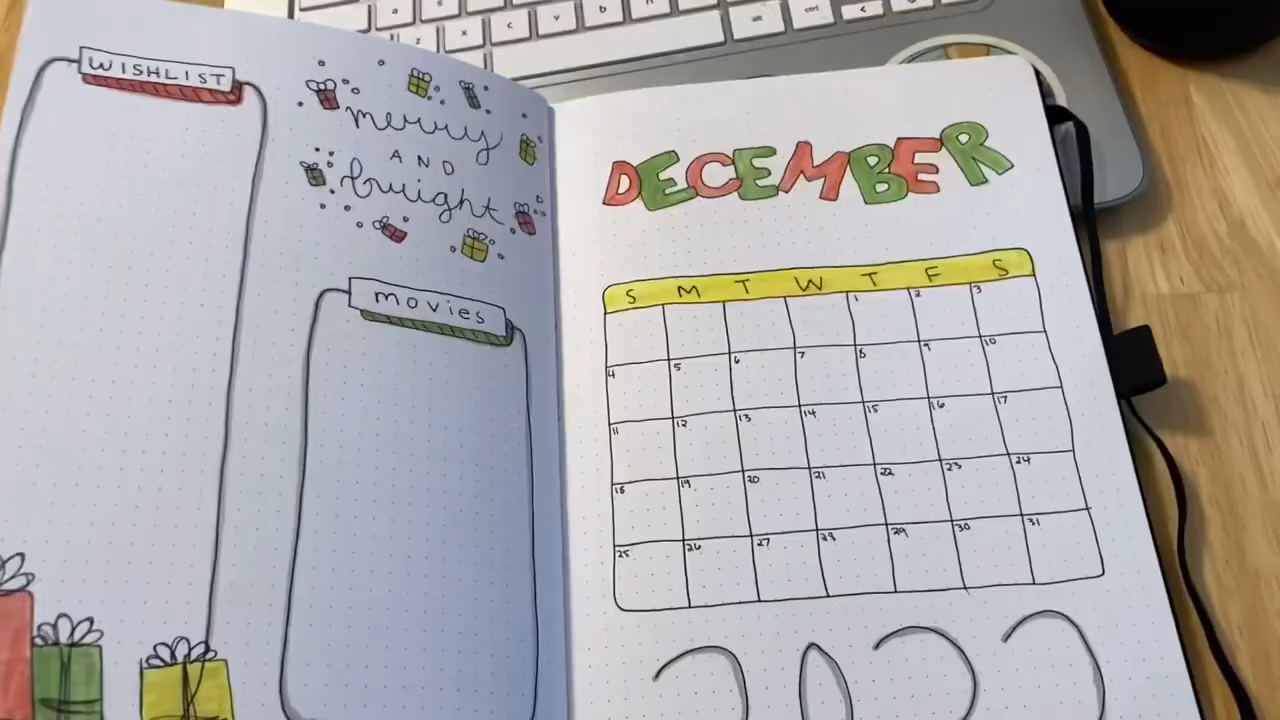 WISHLIST
merry
AND
bright
movies
DECEMBER
S M T W T F S
1 2 3
4 5 6 7 8 9 10
11 12 13 14 15 16 17
18 19 20 21 22 23 24
25 26 27 28 29 30 31